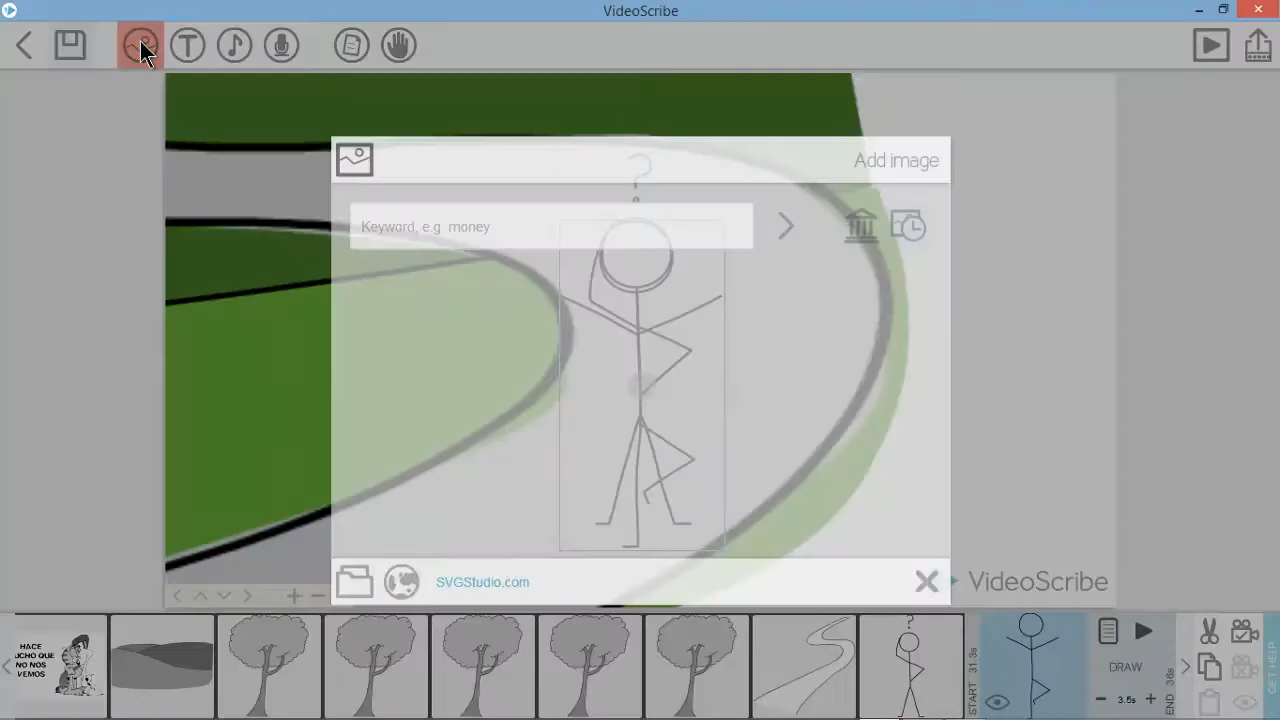 VideoScribe
Add image
Keyword, e.g money
SVGStudio.com
VideoScribe
HACE
UCHO QUE
NO NOS
VEMOS
?
START 31.3s
DRAW
3.5s
END 36s
GET HELP